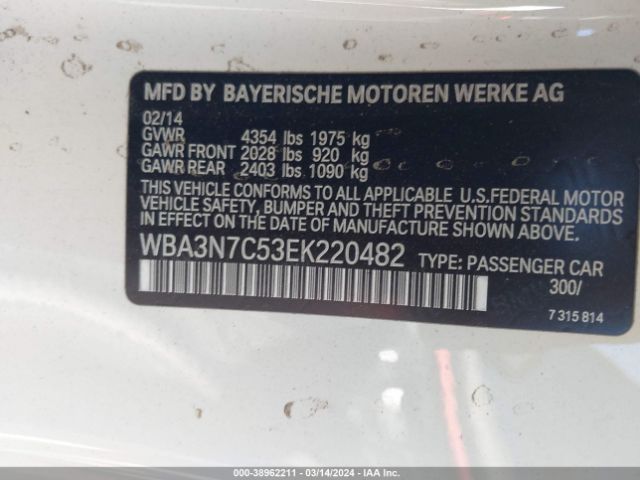 MFD BY BAYERISCHE MOTOREN WERKE AG
02/14
GVWR 4354 lbs 1975 kg
GAWR FRONT 2028 lbs 920 kg
GAWR REAR 2403 lbs 1090 kg
THIS VEHICLE CONFORMS TO ALL APPLICABLE U.S.FEDERAL MOTOR
VEHICLE SAFETY, BUMPER AND THEFT PREVENTION STANDARDS
IN EFFECT ON THE DATE OF MANUFACTURE SHOWN ABOVE.
WBA3N7C53EK220482 TYPE: PASSENGER CAR
300/
7 315 814
000-38962211 - 03/14/2024 - IAA Inc.